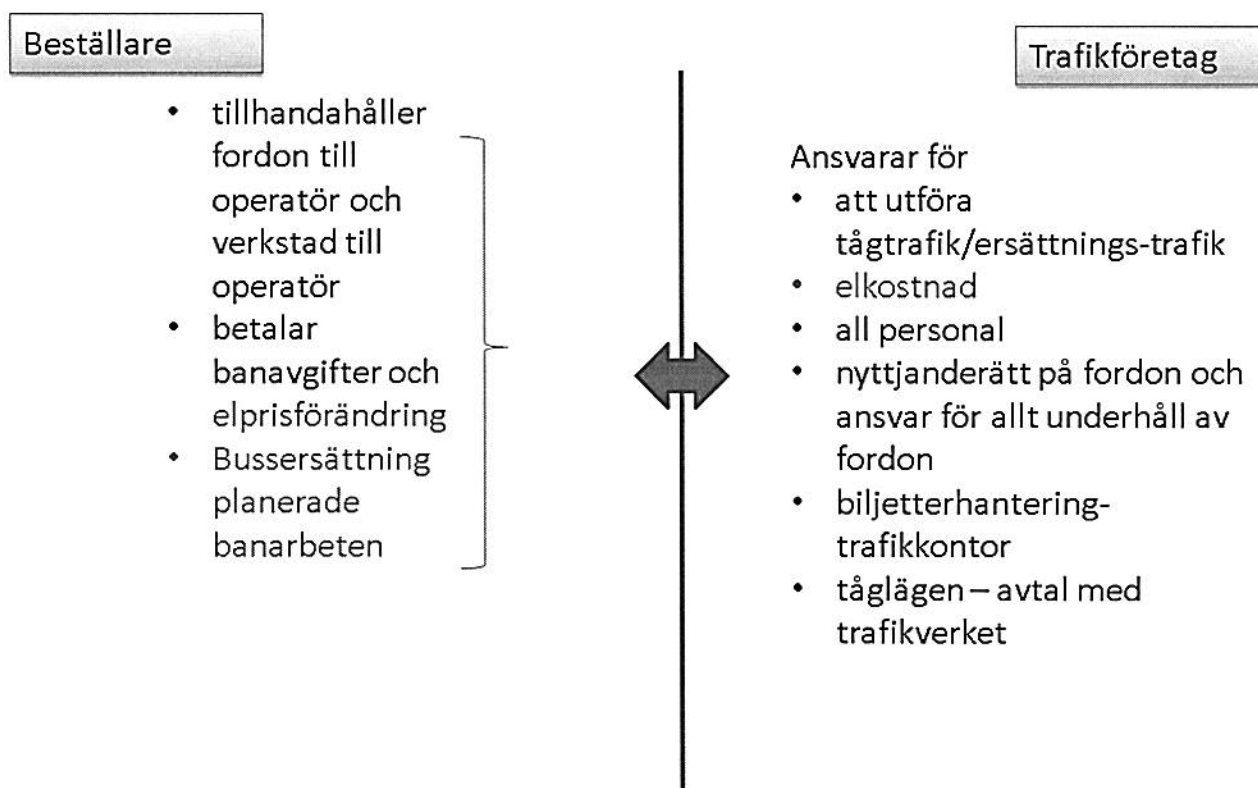 Beställare
• tillhandahåller
fordon till
operatör och
verkstad till
operatör
• betalar
banavgifter och
elprisförändring
• Bussersättning
planerade
banarbeten
Trafikföretag
Ansvarar för
• att utföra
tågtrafik/ersättnings-trafik
• elkostnad
• all personal
• nyttjanderätt på fordon och
ansvar för allt underhåll av
fordon
• biljetterhantering-
trafikkontor
• tåglägen – avtal med
trafikverket